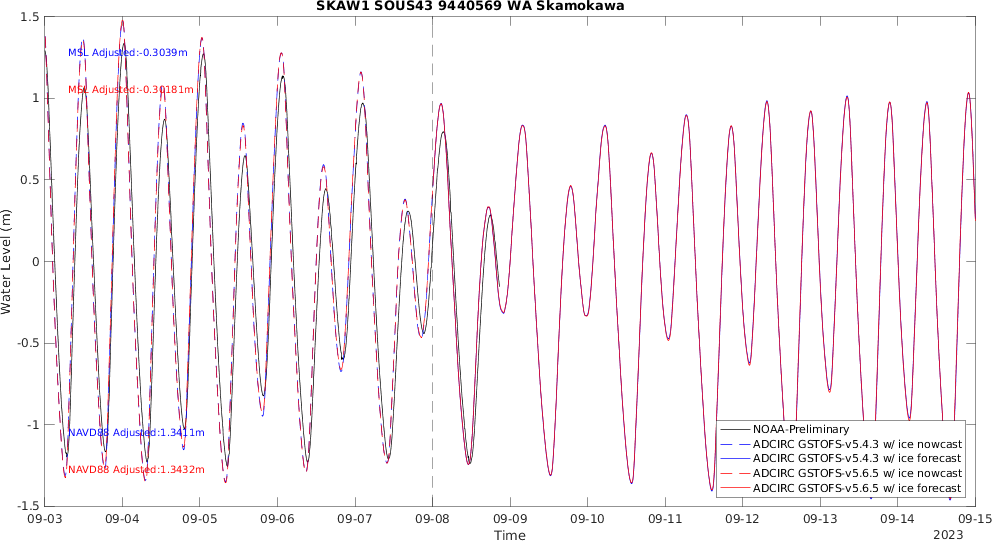 SKAW1 SOUS43 9440569 WA Skamokawa
1.5
1
0.5
0
-0.5
-1
-1.5
Water Level (m)
MSL Adjusted:-0.3039m
MSL Adjusted:-0.30181m
NAVD88 Adjusted:1.3411m
NAVD88 Adjusted:1.3432m
NOAA-Preliminary
ADCIRC GSTOFS-v5.4.3 w/ ice nowcast
ADCIRC GSTOFS-v5.4.3 w/ ice forecast
ADCIRC GSTOFS-v5.6.5 w/ ice nowcast
ADCIRC GSTOFS-v5.6.5 w/ ice forecast
09-03 09-04 09-05 09-06 09-07 09-08 09-09 09-10 09-11 09-12 09-13 09-14 09-15
Time
2023